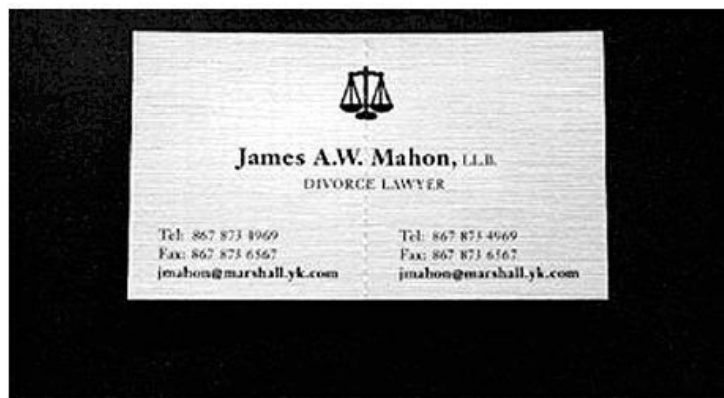 James A.W. Mahon, LL.B.
DIVORCE LAWYER
Tel: 867 873 4969
Fax: 867 873 6567
jmahon@marshall.yk.com
Tel: 867 873 4969
Fax: 867 873 6567
jmahon@marshall.yk.com